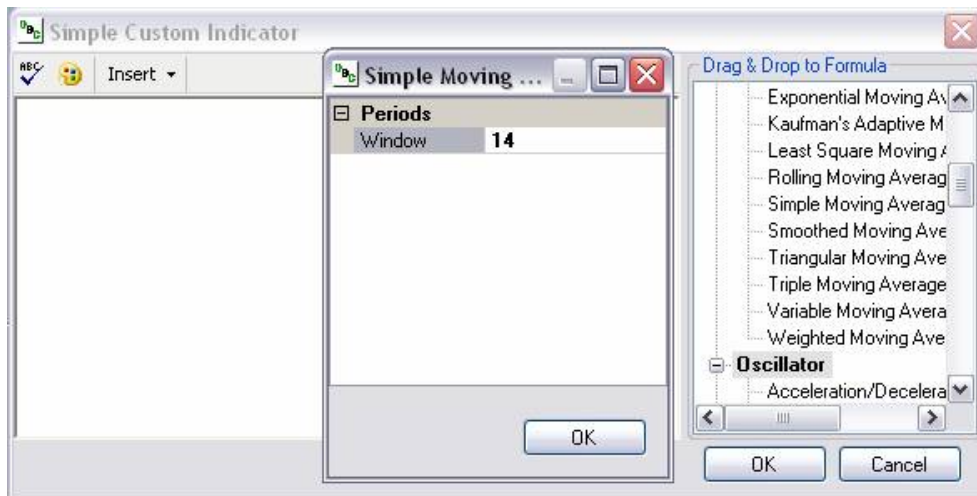 Simple Custom Indicator
ABC
Insert
Simple Moving ...
Periods
Window 14
OK
Drag & Drop to Formula
Exponential Moving Av
Kaufman's Adaptive M
Least Square Moving A
Rolling Moving Averag
Simple Moving Averag
Smoothed Moving Ave
Triangular Moving Ave
Triple Moving Average
Variable Moving Avera
Weighted Moving Ave
Oscillator
Acceleration/Decelera
OK Cancel